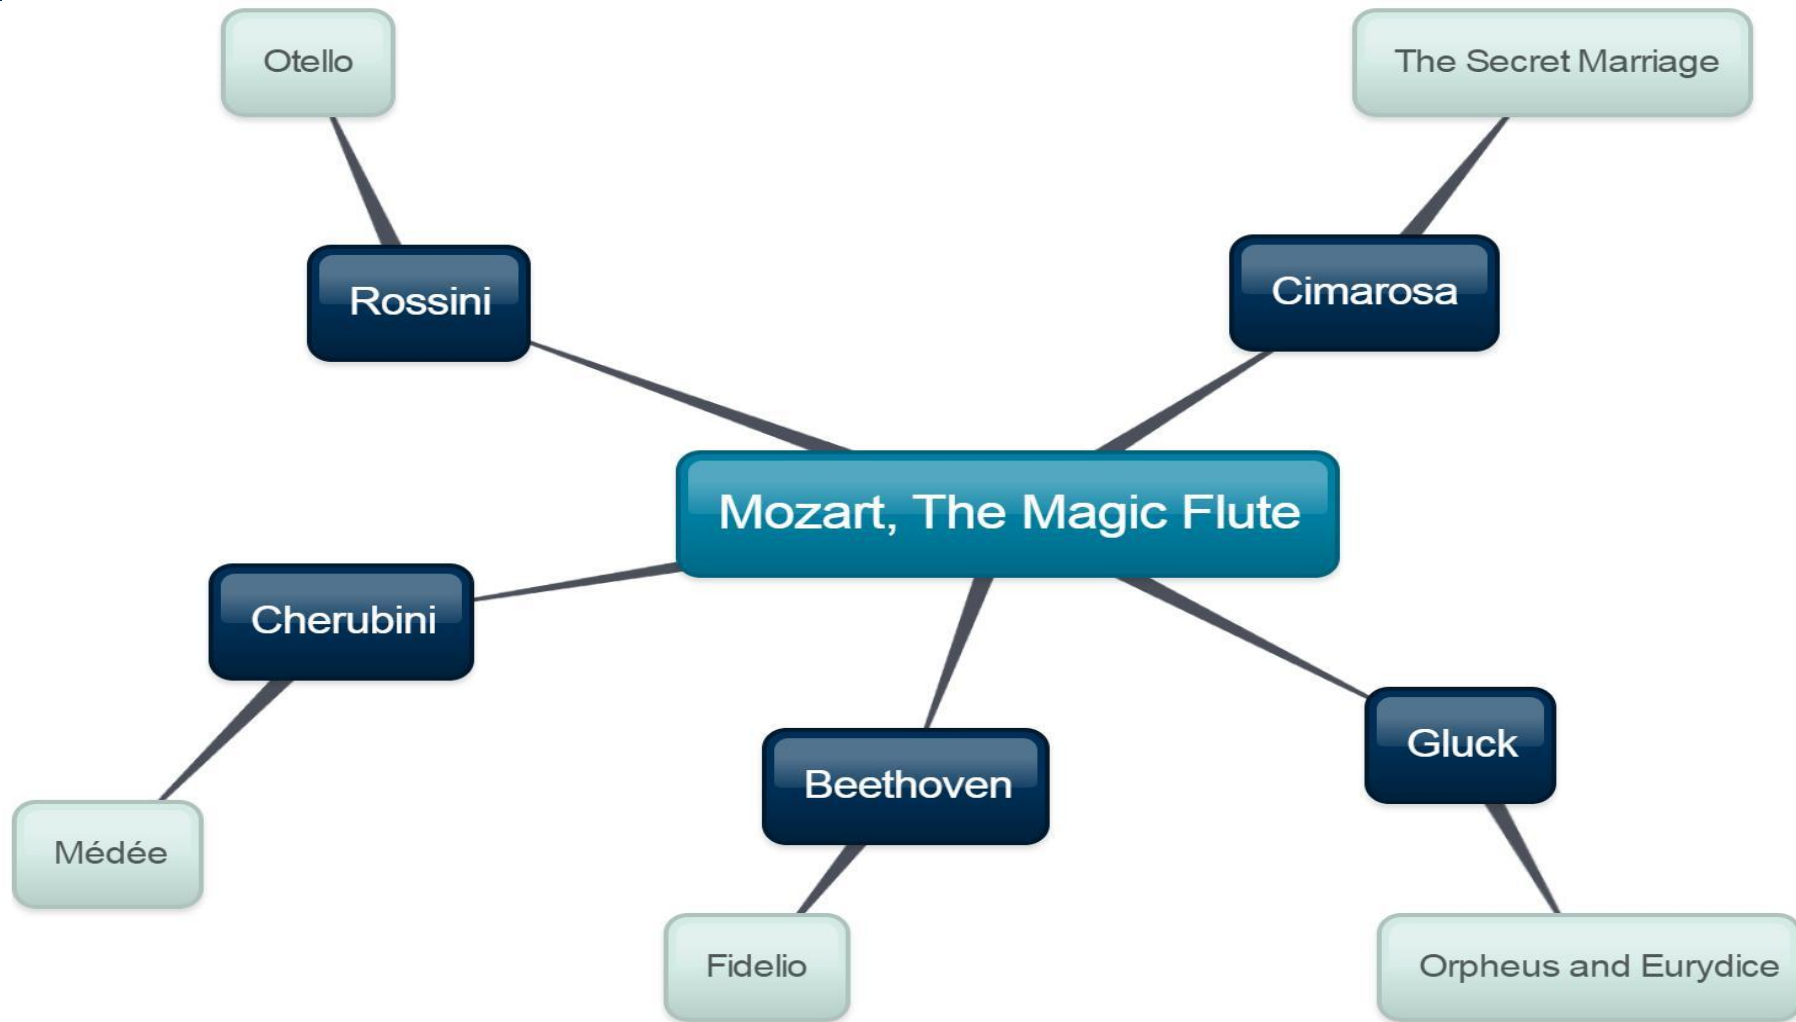 Otello
The Secret Marriage
Rossini
Cimarosa
Mozart, The Magic Flute
Cherubini
Beethoven
Gluck
Médée
Fidelio
Orpheus and Eurydice